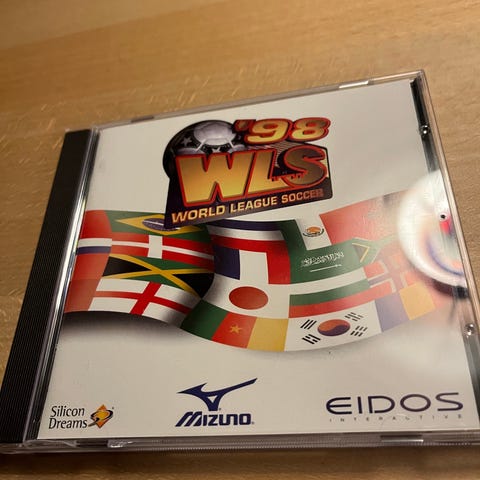 '98
WLS
WORLD LEAGUE SOCCER
Silicon
Dreams
MIZUNO
EIDOS
INTERACTIVE